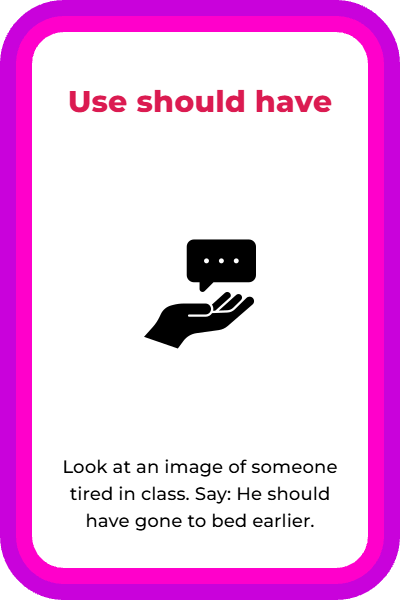 Use should have
Look at an image of someone
tired in class. Say: He should
have gone to bed earlier.